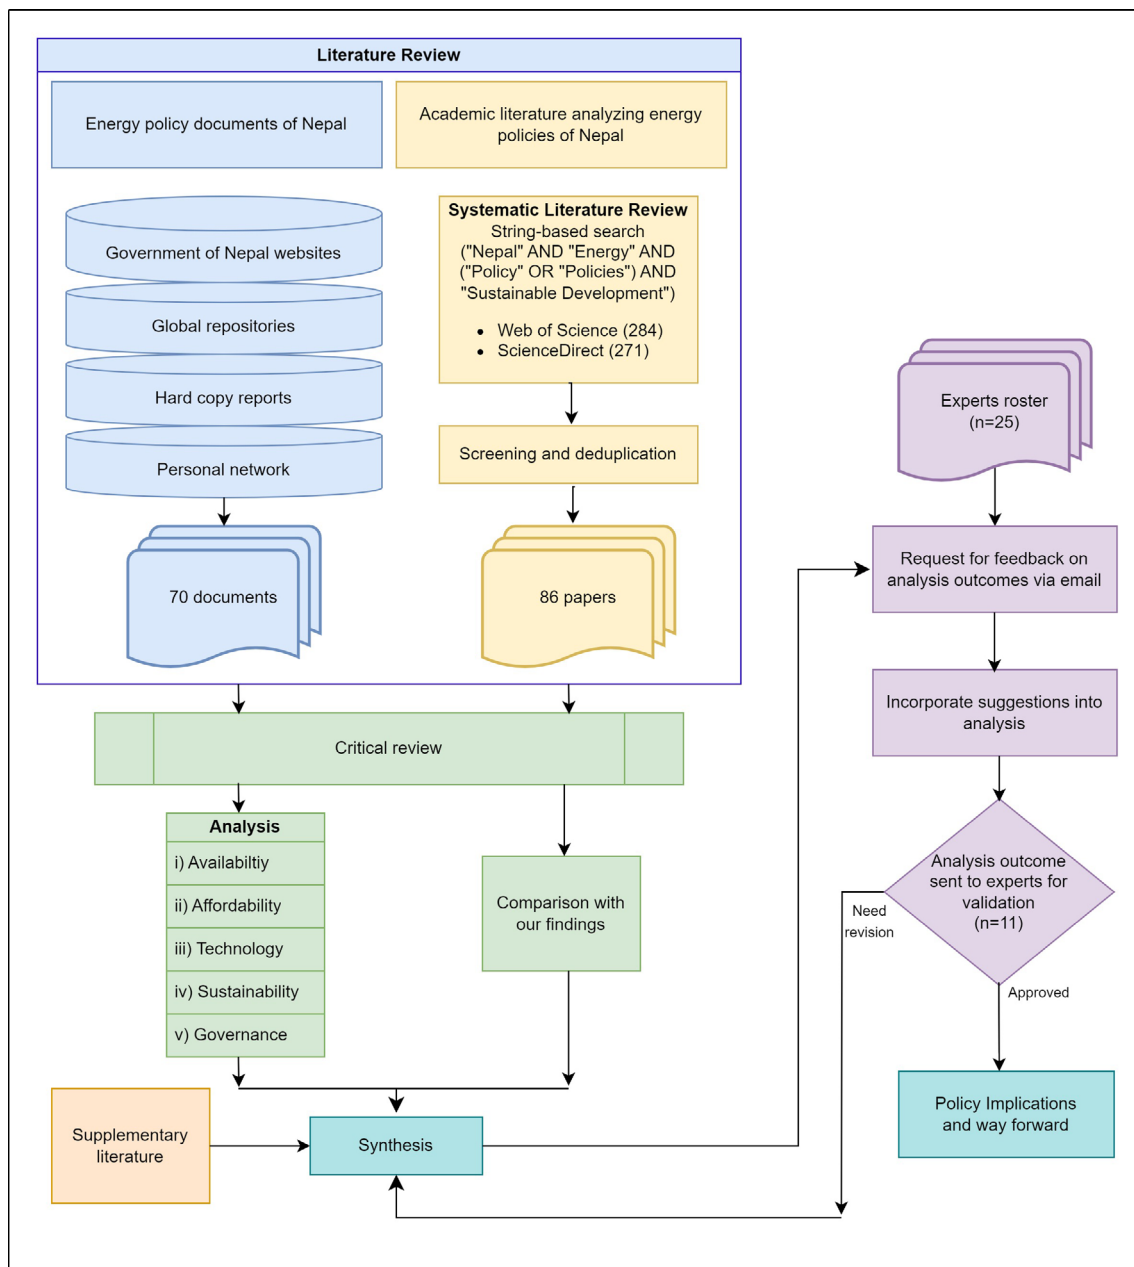 Literature Review
Energy policy documents of Nepal
Academic literature analyzing energy
policies of Nepal
Government of Nepal websites
Global repositories
Hard copy reports
Personal network
70 documents
Systematic Literature Review
String-based search
("Nepal" AND "Energy" AND
("Policy" OR "Policies") AND
"Sustainable Development")
• Web of Science (284)
• ScienceDirect (271)
Screening and deduplication
86 papers
Critical review
Analysis
i) Availabiltiy
ii) Affordability
iii) Technology
iv) Sustainability
v) Governance
Comparison with
our findings
Supplementary
literature
Synthesis
Experts roster
(n=25)
Request for feedback on
analysis outcomes via email
Incorporate suggestions into
analysis
Analysis outcome
sent to experts for
validation
(n=11)
Need
revision
Approved
Policy Implications
and way forward